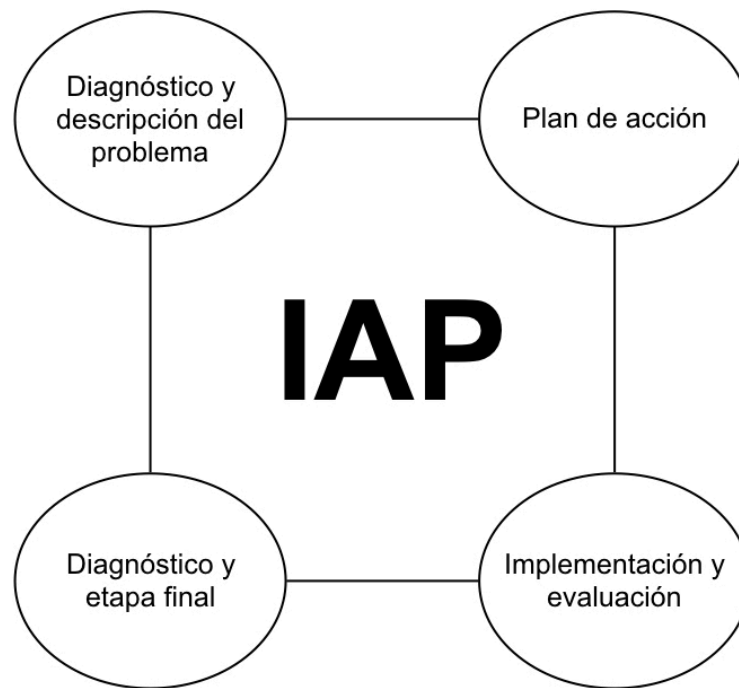 Diagnóstico y
descripción del
problema
Plan de acción
IAP
Diagnóstico y
etapa final
Implementación y
evaluación